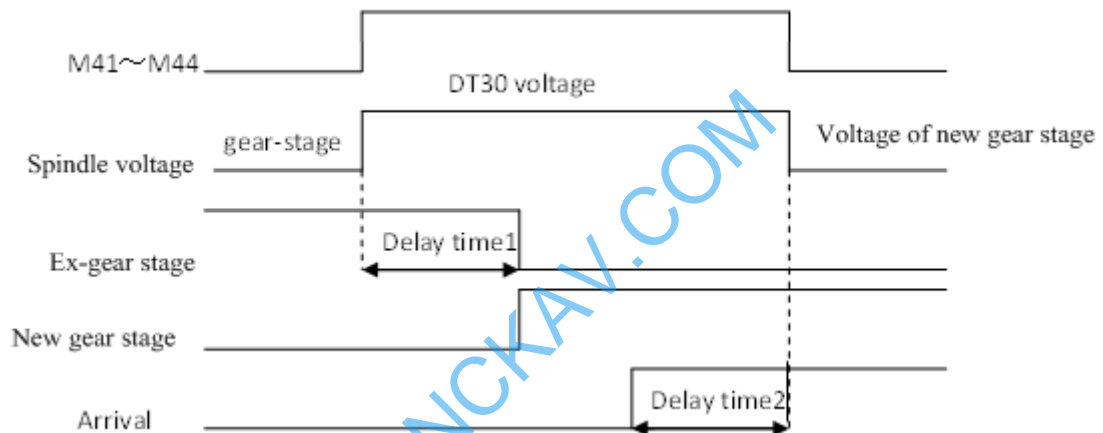 M41～M44
DT30 voltage
gear-stage
Voltage of new gear stage
Spindle voltage
Delay time1
Ex-gear stage
New gear stage
Delay time2
Arrival
NCKAV.COM